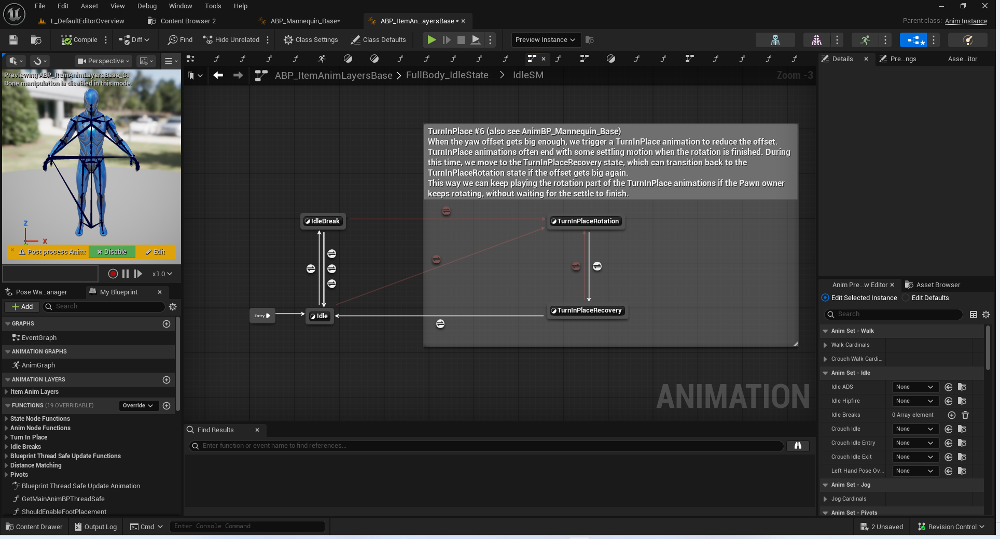 File Edit Asset View Debug Window Tools Help
L_DefaultEditorOverview
Content Browser 2
ABP_Mannequin_Base*
ABP_ItemAn...ayersBase *
Parent class: Anim Instance
Compile
Diff
Find
Hide Unrelated
Class Settings
Class Defaults
Preview Instance
Perspective
Details
Pre...ngs
Asse...itor
Previewing ABP_ItemAnimLayersBase_C.
Bone manipulation is disabled in this mode.
ABP_ItemAnimLayersBase > FullBody_IdleState > IdleSM
Zoom -3
TurnInPlace #6 (also see AnimBP_Mannequin_Base)
When the yaw offset gets big enough, we trigger a TurnInPlace animation to reduce the offset.
TurnInPlace animations often end with some settling motion when the rotation is finished. During
this time, we move to the TurnInPlaceRecovery state, which can transition back to the
TurnInPlaceRotation state if the offset gets big again.
This way we can keep playing the rotation part of the TurnInPlace animations if the Pawn owner
keeps rotating, without waiting for the settle to finish.
IdleBreak
TurnInPlaceRotation
Z
X
Post process Anim
Disable
Edit
x1.0
Entry
Idle
TurnInPlaceRecovery
ANIMATION
Pose Wa...anager
My Blueprint
Add
Search
GRAPHS
EventGraph
ANIMATION GRAPHS
AnimGraph
ANIMATION LAYERS
Item Anim Layers
FUNCTIONS (19 OVERRIDABLE)
Override
State Node Functions
Anim Node Functions
Turn In Place
Idle Breaks
Blueprint Thread Safe Update Functions
Distance Matching
Pivots
Blueprint Thread Safe Update Animation
GetMainAnimBPThreadSafe
ShouldEnableFootPlacement
Find Results
Enter function or event name to find references...
Anim Pre...w Editor
Asset Browser
Edit Selected Instance
Edit Defaults
Search
Anim Set - Walk
Walk Cardinals
Crouch Walk Cardi...
Anim Set - Idle
Idle ADS None
Idle Hipfire None
Idle Breaks 0 Array element
Crouch Idle None
Crouch Idle Entry None
Crouch Idle Exit None
Left Hand Pose Ov... None
Anim Set - Jog
Jog Cardinals
Anim Set - Pivots
Content Drawer
Output Log
Cmd
Enter Console Command
2 Unsaved
Revision Control